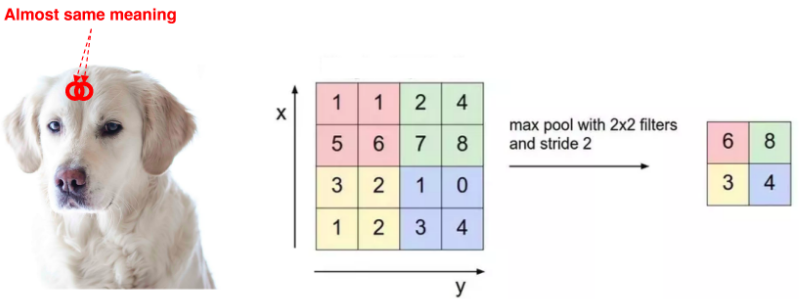 Almost same meaning
x
1 1 2 4
5 6 7 8
3 2 1 0
1 2 3 4
y
max pool with 2x2 filters
and stride 2
6 8
3 4